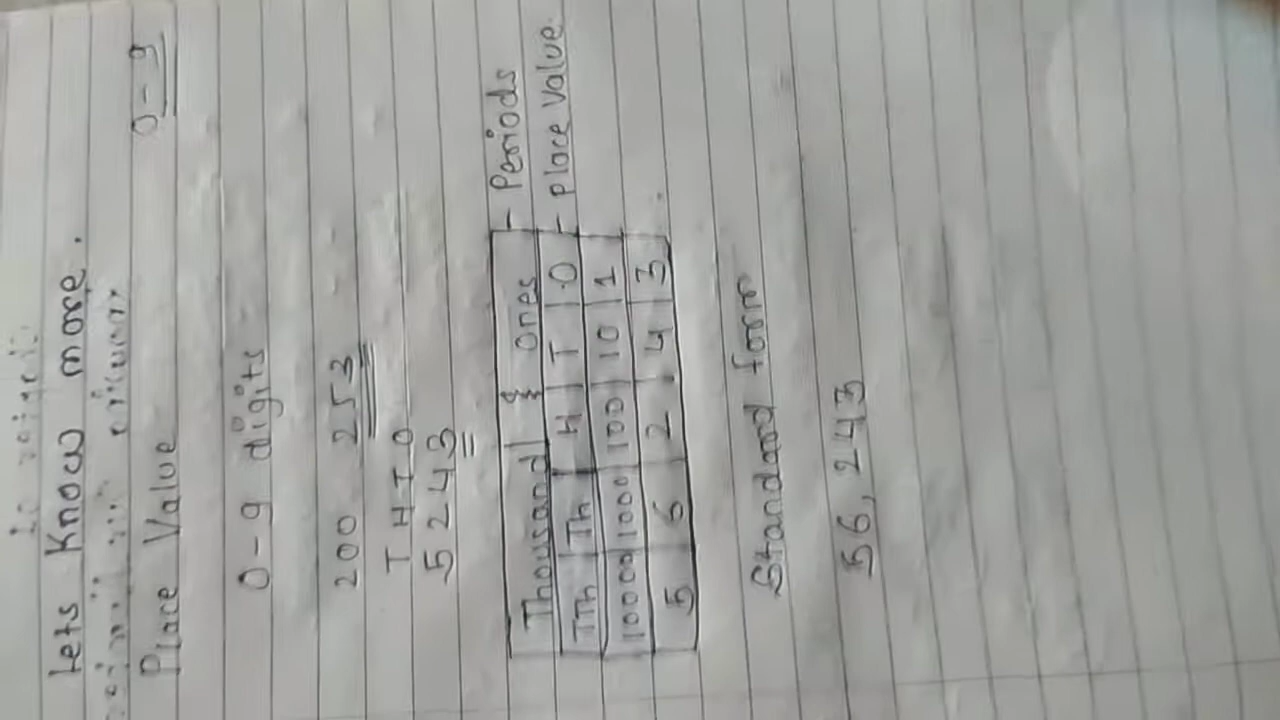 Lets Know more.
Place Value 0-9
0-9 digits
200 253
T H T O
5 2 4 3
Thousand ones - Periods
TTh Th H T O - place value
10000 1000 100 10 1
5 6 2 4 3
Standard form
56,243